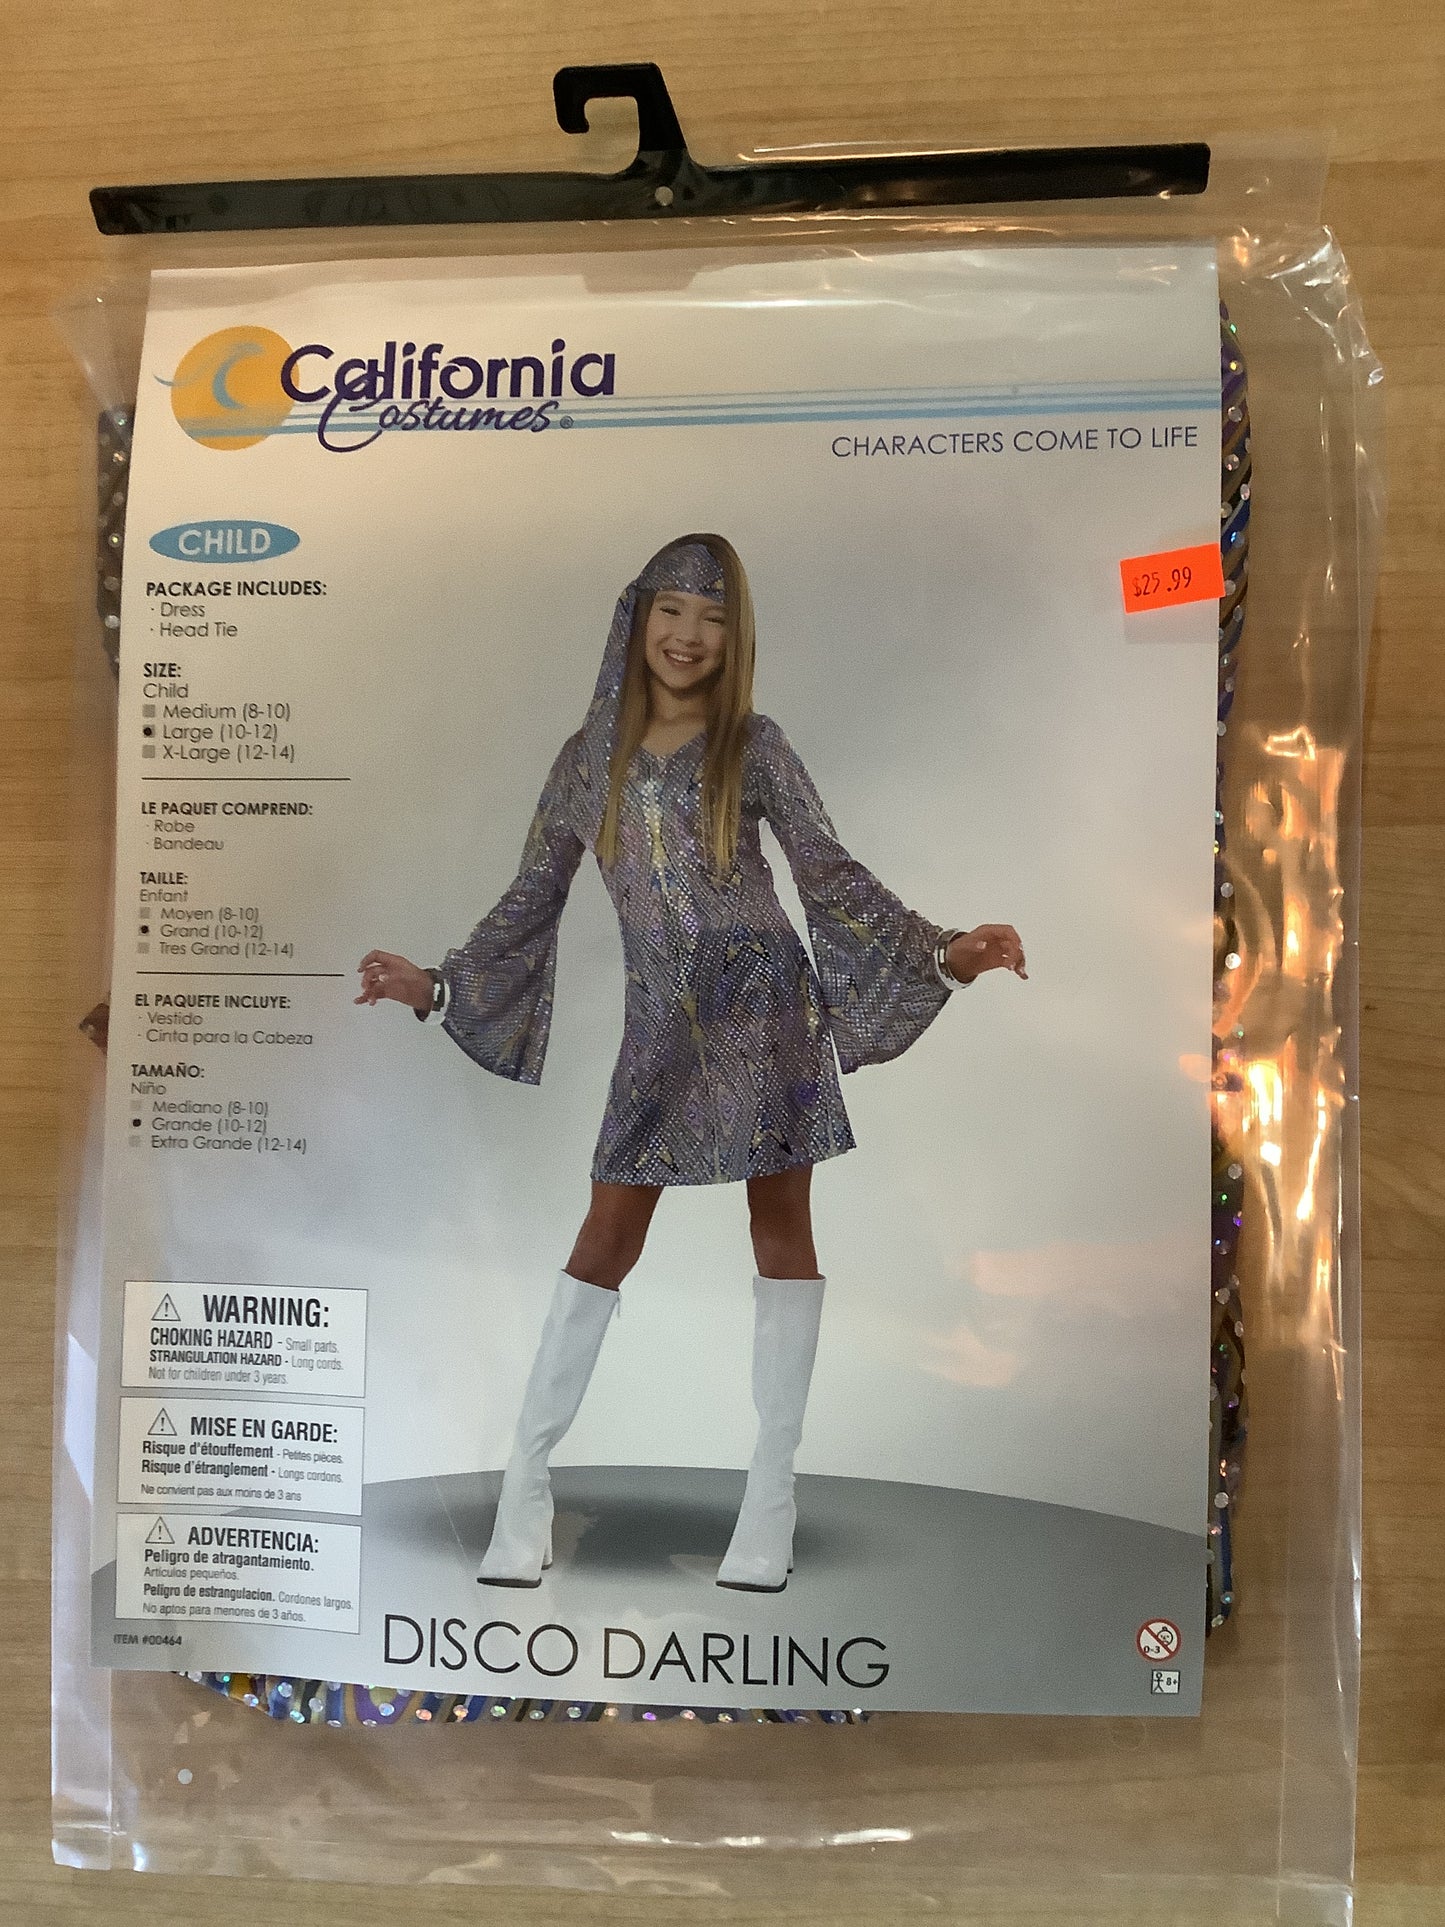 California
Costumes®
CHARACTERS COME TO LIFE
CHILD
$25.99
PACKAGE INCLUDES:
· Dress
· Head Tie
SIZE:
Child
Medium (8-10)
Large (10-12)
X-Large (12-14)
LE PAQUET COMPREND:
· Robe
· Bandeau
TAILLE:
Enfant
Moyen (8-10)
Grand (10-12)
Tres Grand (12-14)
EL PAQUETE INCLUYE:
· Vestido
· Cinta para la Cabeza
TAMAÑO:
Niño
Mediano (8-10)
Grande (10-12)
Extra Grande (12-14)
WARNING:
CHOKING HAZARD - Small parts.
STRANGULATION HAZARD - Long cords.
Not for children under 3 years.
MISE EN GARDE:
Risque d'étouffement - Petites pièces.
Risque d'étranglement - Longs cordons.
Ne convient pas aux moins de 3 ans
ADVERTENCIA:
Peligro de atragantamiento.
Artículos pequeños.
Peligro de estrangulacion. Cordones largos.
No aptos para menores de 3 años.
ITEM #00464
DISCO DARLING
0-3
8+